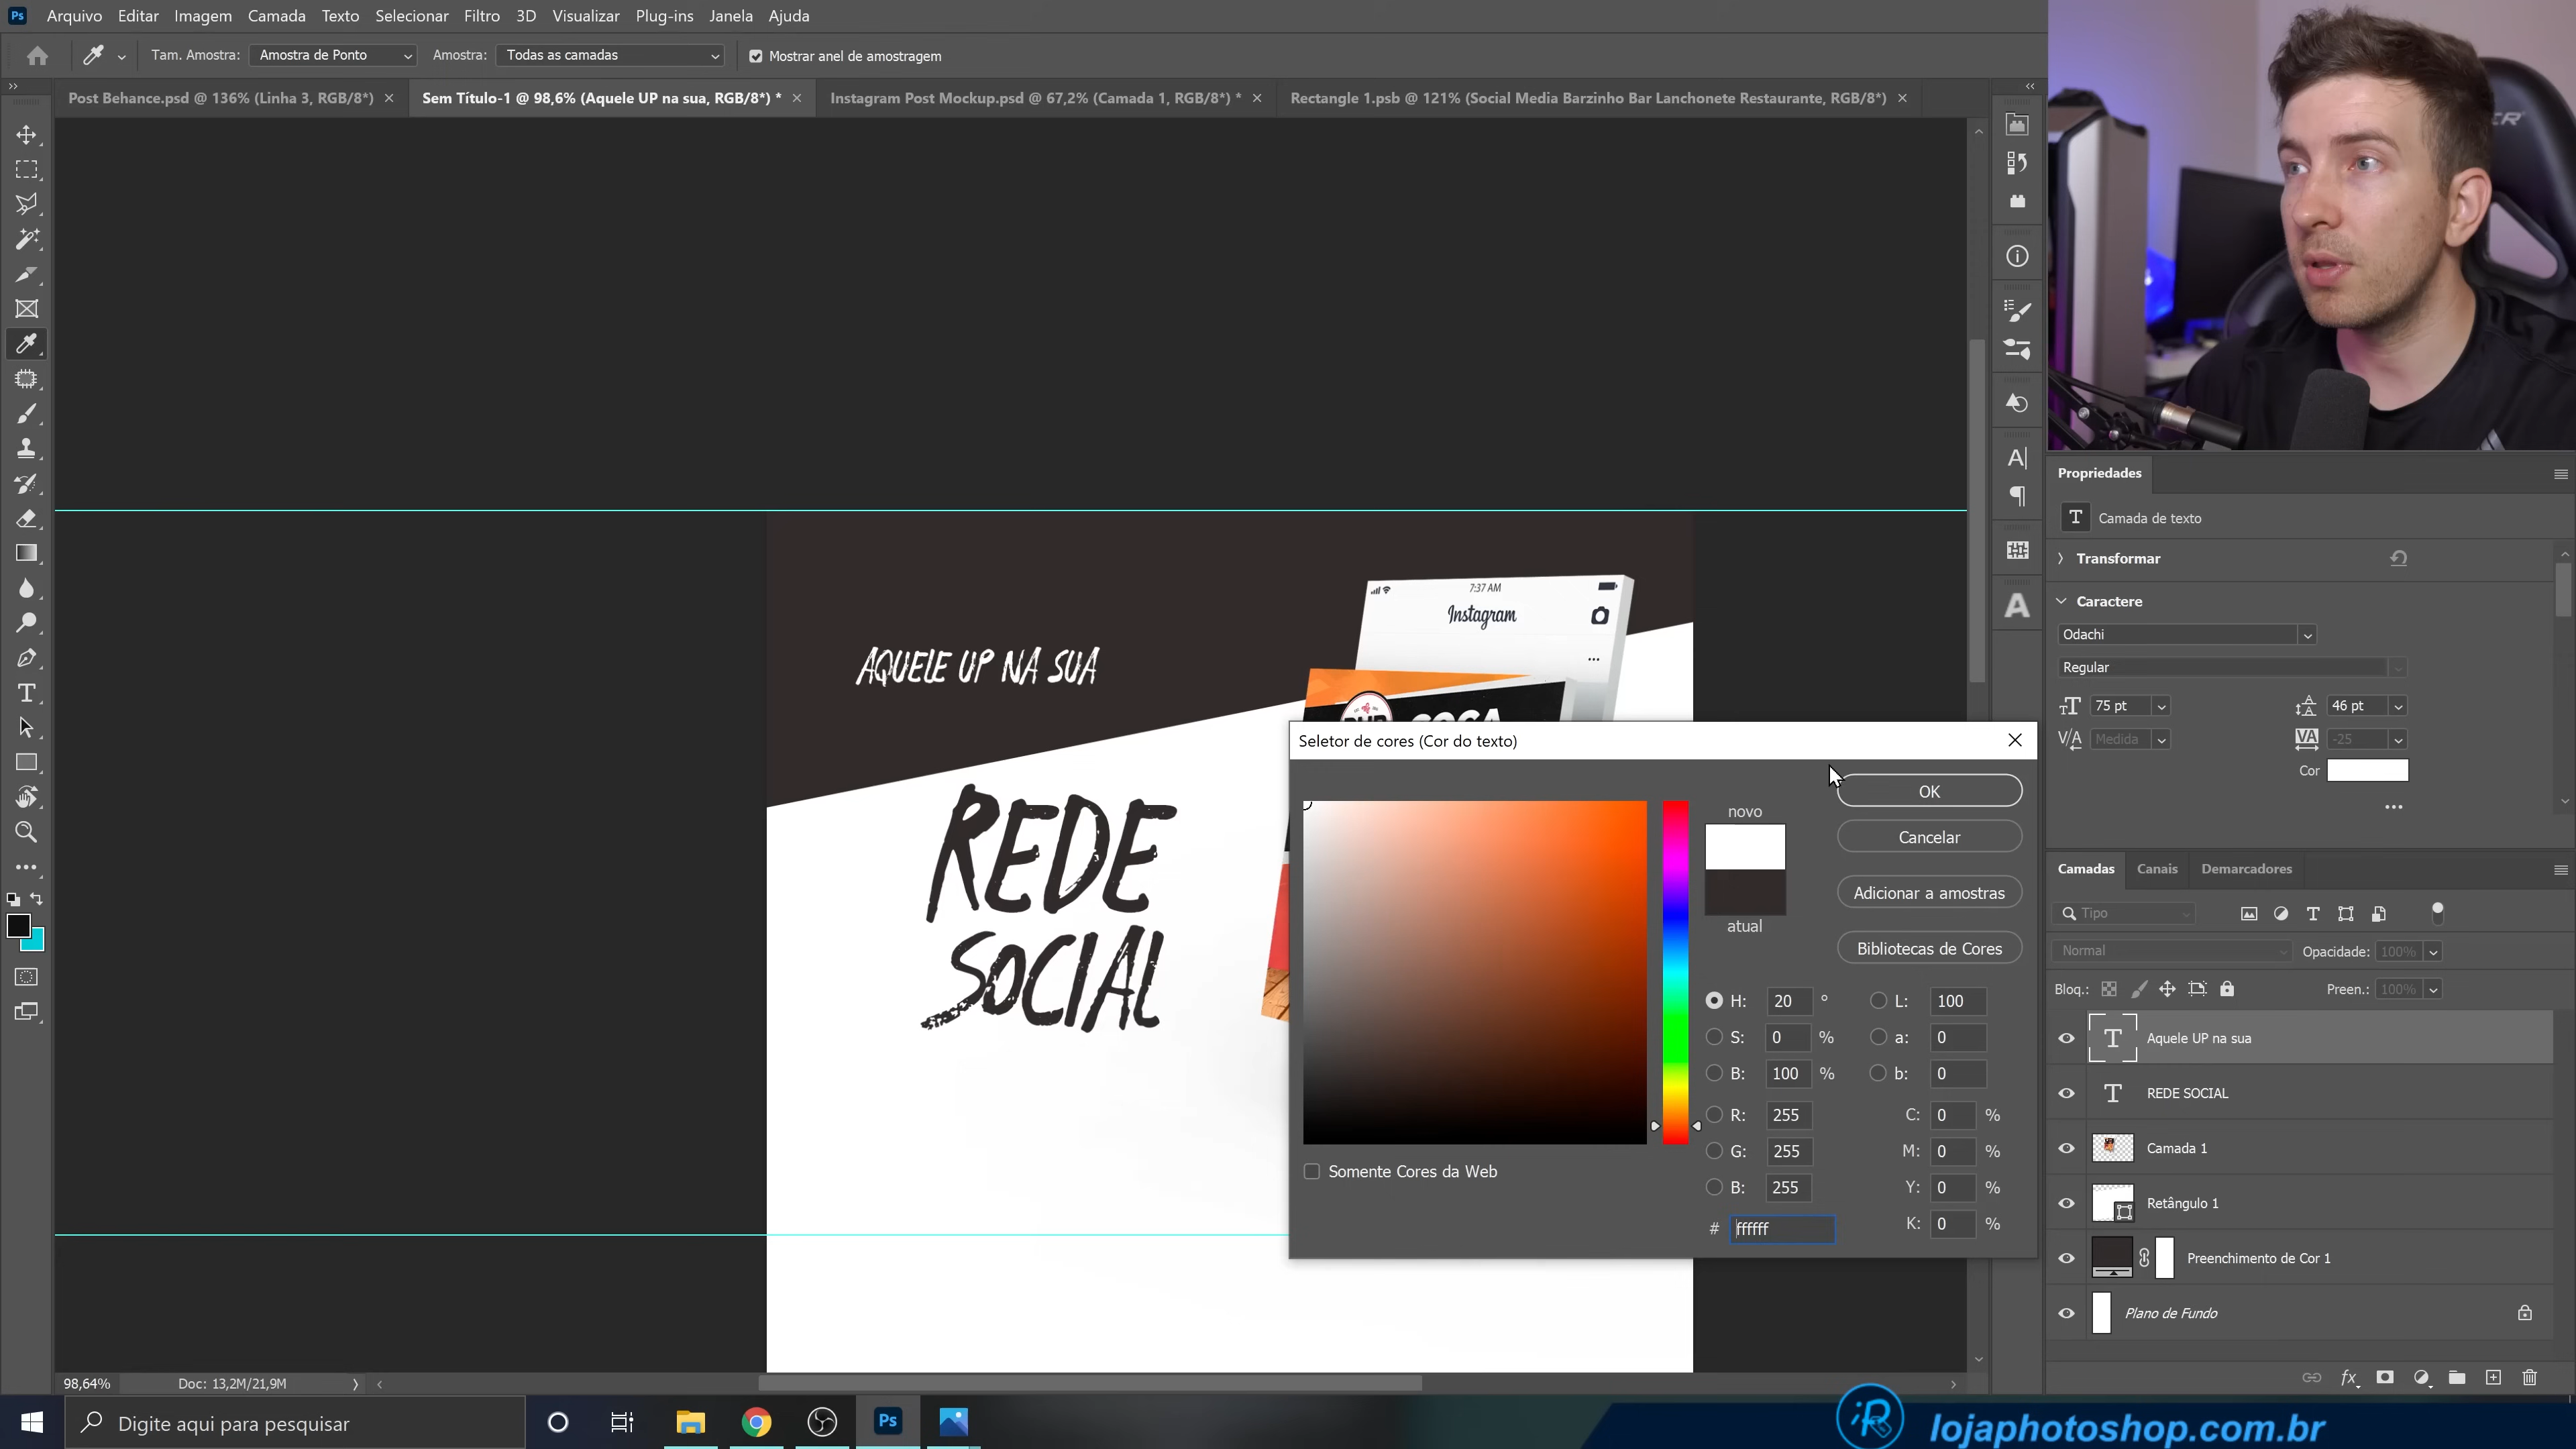 Ps Arquivo Editar Imagem Camada Texto Selecionar Filtro 3D Visualizar Plug-ins Janela Ajuda
Tam. Amostra: Amostra de Ponto Amostra: Todas as camadas Mostrar anel de amostragem
Post Behance.psd @ 136% (Linha 3, RGB/8*) × Sem Título-1 @ 98,6% (Aquele UP na sua, RGB/8*) * × Instagram Post Mockup.psd @ 67,2% (Camada 1, RGB/8*) * × Rectangle 1.psb @ 121% (Social Media Barzinho Bar Lanchonete Restaurante, RGB/8*) ×
7:37 AM
Instagram
AQUELE UP NA SUA
COCA
REDE
SOCIAL
Seletor de cores (Cor do texto)
novo
atual
OK
Cancelar
Adicionar a amostras
Bibliotecas de Cores
H: 20 ° L: 100
S: 0 % a: 0
B: 100 % b: 0
R: 255 C: 0 %
G: 255 M: 0 %
B: 255 Y: 0 %
# ffffff K: 0 %
Somente Cores da Web
Propriedades
T Camada de texto
Transformar
Caractere
Odachi
Regular
75 pt 46 pt
Medida -25
Cor
Camadas Canais Demarcadores
Tipo
Normal Opacidade: 100%
Bloq.: Preen.: 100%
T Aquele UP na sua
T REDE SOCIAL
Camada 1
Retângulo 1
Preenchimento de Cor 1
Plano de Fundo
fx
98,64% Doc: 13,2M/21,9M
Digite aqui para pesquisar
Ps
lojaphotoshop.com.br